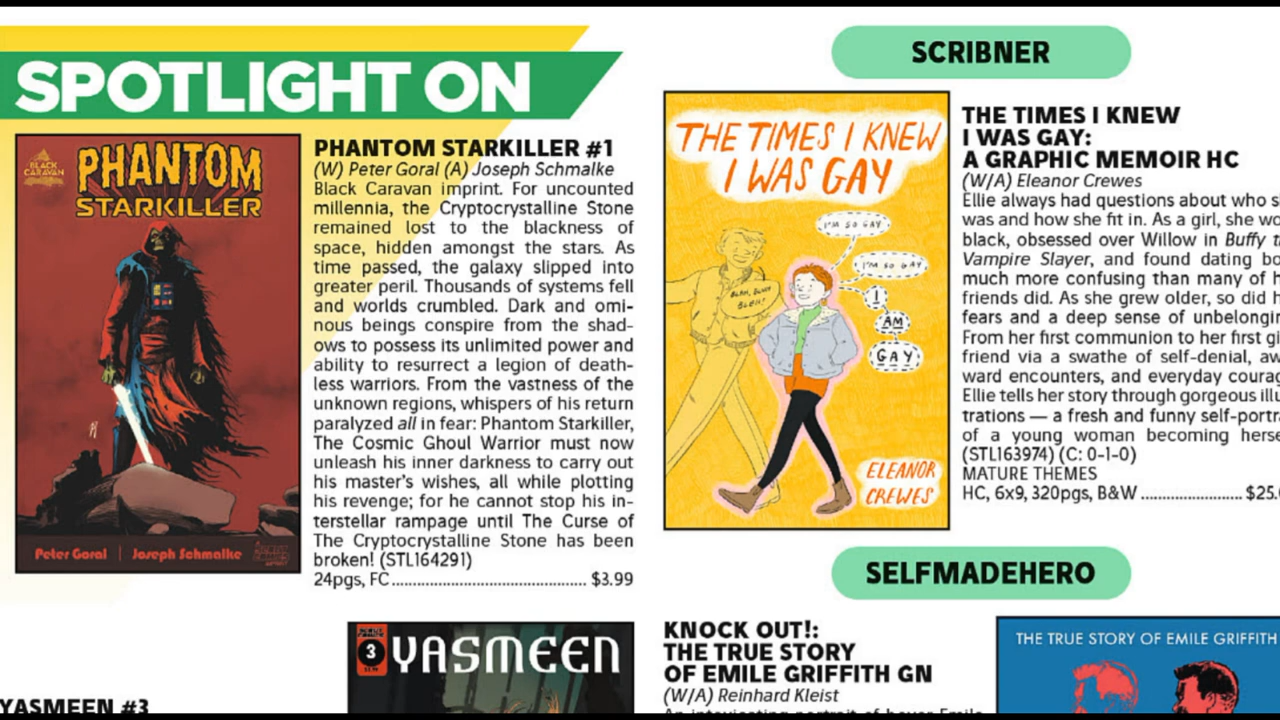 SPOTLIGHT ON
BLACK
CARAVAN
PHANTOM
STARKILLER
Peter Goral | Joseph Schmalke
PHANTOM STARKILLER #1
(W) Peter Goral (A) Joseph Schmalke
Black Caravan imprint. For uncounted
millennia, the Cryptocrystalline Stone
remained lost to the blackness of
space, hidden amongst the stars. As
time passed, the galaxy slipped into
greater peril. Thousands of systems fell
and worlds crumbled. Dark and omi-
nous beings conspire from the shad-
ows to possess its unlimited power and
ability to resurrect a legion of death-
less warriors. From the vastness of the
unknown regions, whispers of his return
paralyzed all in fear: Phantom Starkiller,
The Cosmic Ghoul Warrior must now
unleash his inner darkness to carry out
his master's wishes, all while plotting
his revenge; for he cannot stop his in-
terstellar rampage until The Curse of
The Cryptocrystalline Stone has been
broken! (STL164291)
24pgs, FC.................................................. $3.99
YASMEEN #3
3
YASMEEN
SCRIBNER
THE TIMES I KNEW
I WAS GAY
I'M SO GAY
I'M SO GAY
BLAH, BLAH
BLAH!
I
AM
GAY
ELEANOR
CREWES
THE TIMES I KNEW
I WAS GAY:
A GRAPHIC MEMOIR HC
(W/A) Eleanor Crewes
Ellie always had questions about who s
was and how she fit in. As a girl, she wo
black, obsessed over Willow in Buffy t
Vampire Slayer, and found dating bo
much more confusing than many of h
friends did. As she grew older, so did h
fears and a deep sense of unbelongin
From her first communion to her first gi
friend via a swathe of self-denial, aw
ward encounters, and everyday courag
Ellie tells her story through gorgeous illu
trations — a fresh and funny self-portra
of a young woman becoming herse
(STL163974) (C: 0-1-0)
MATURE THEMES
HC, 6x9, 320pgs, B&W ......................... $25.0
SELFMADEHERO
KNOCK OUT!:
THE TRUE STORY
OF EMILE GRIFFITH GN
(W/A) Reinhard Kleist
An intoxicating portrait of boxer Emile
THE TRUE STORY OF EMILE GRIFFITH